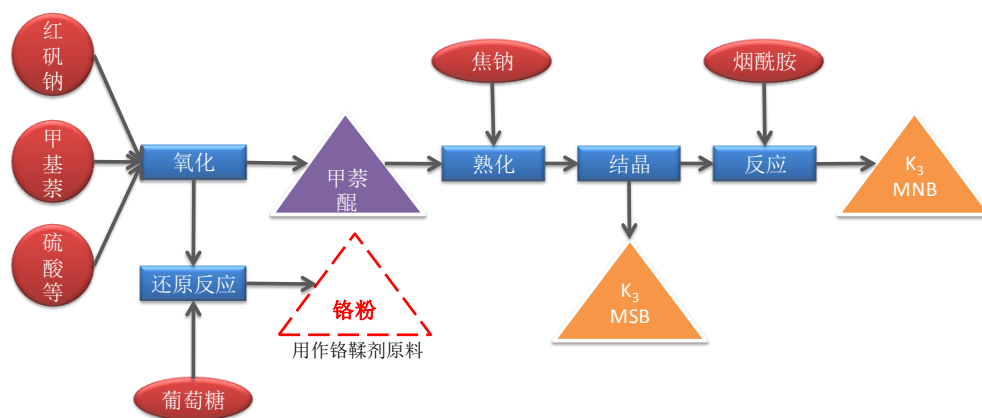 红
矾
钠
甲
基
萘
硫
酸
等
氧化
还原反应
葡萄糖
甲萘
醌
铬粉
用作铬鞣剂原料
焦钠
熟化
结晶
K₃
MSB
烟酰胺
反应
K₃
MNB